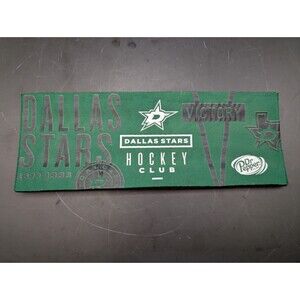 DALLAS
STARS
VICTORY
DALLAS STARS
HOCKEY
CLUB
Dr Pepper